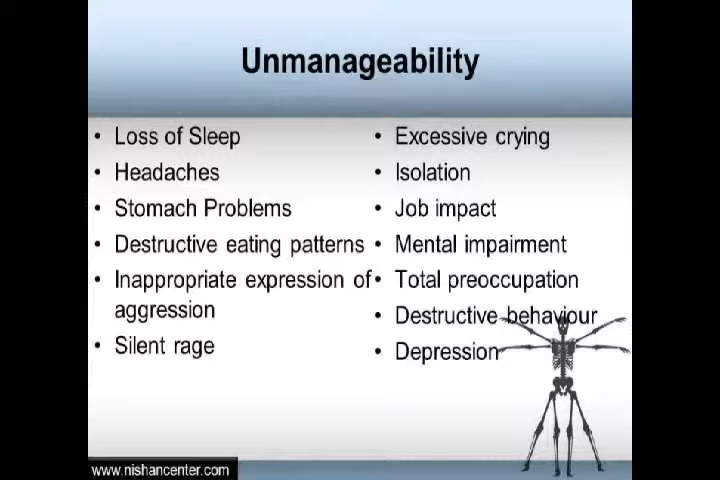 Unmanageability
• Loss of Sleep
• Headaches
• Stomach Problems
• Destructive eating patterns
• Inappropriate expression of
aggression
• Silent rage
• Excessive crying
• Isolation
• Job impact
• Mental impairment
• Total preoccupation
• Destructive behaviour
• Depression
www.nishancenter.com